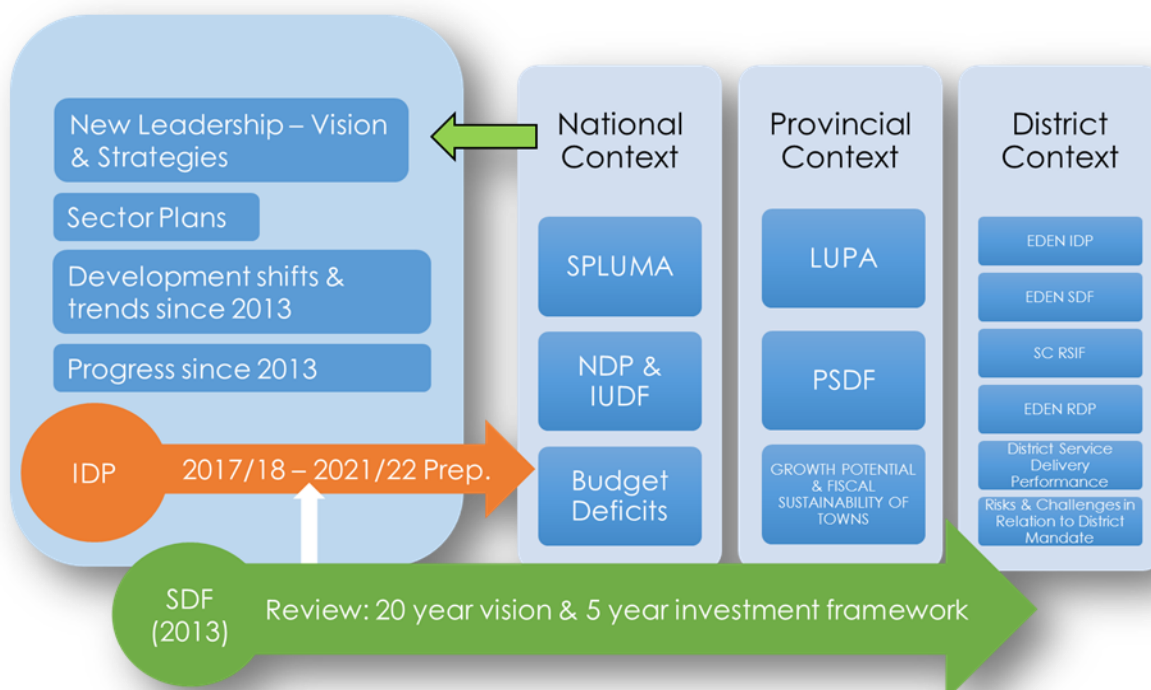 New Leadership – Vision
& Strategies
Sector Plans
Development shifts &
trends since 2013
Progress since 2013
IDP
2017/18 – 2021/22 Prep.
SDF
(2013)
Review: 20 year vision & 5 year investment framework
National
Context
SPLUMA
NDP &
IUDF
Budget
Deficits
Provincial
Context
LUPA
PSDF
GROWTH POTENTIAL
& FISCAL
SUSTAINABILITY OF
TOWNS
District
Context
EDEN IDP
EDEN SDF
SC RSIF
EDEN RDP
District Service
Delivery
Performance
Risks & Challenges in
Relation to District
Mandate